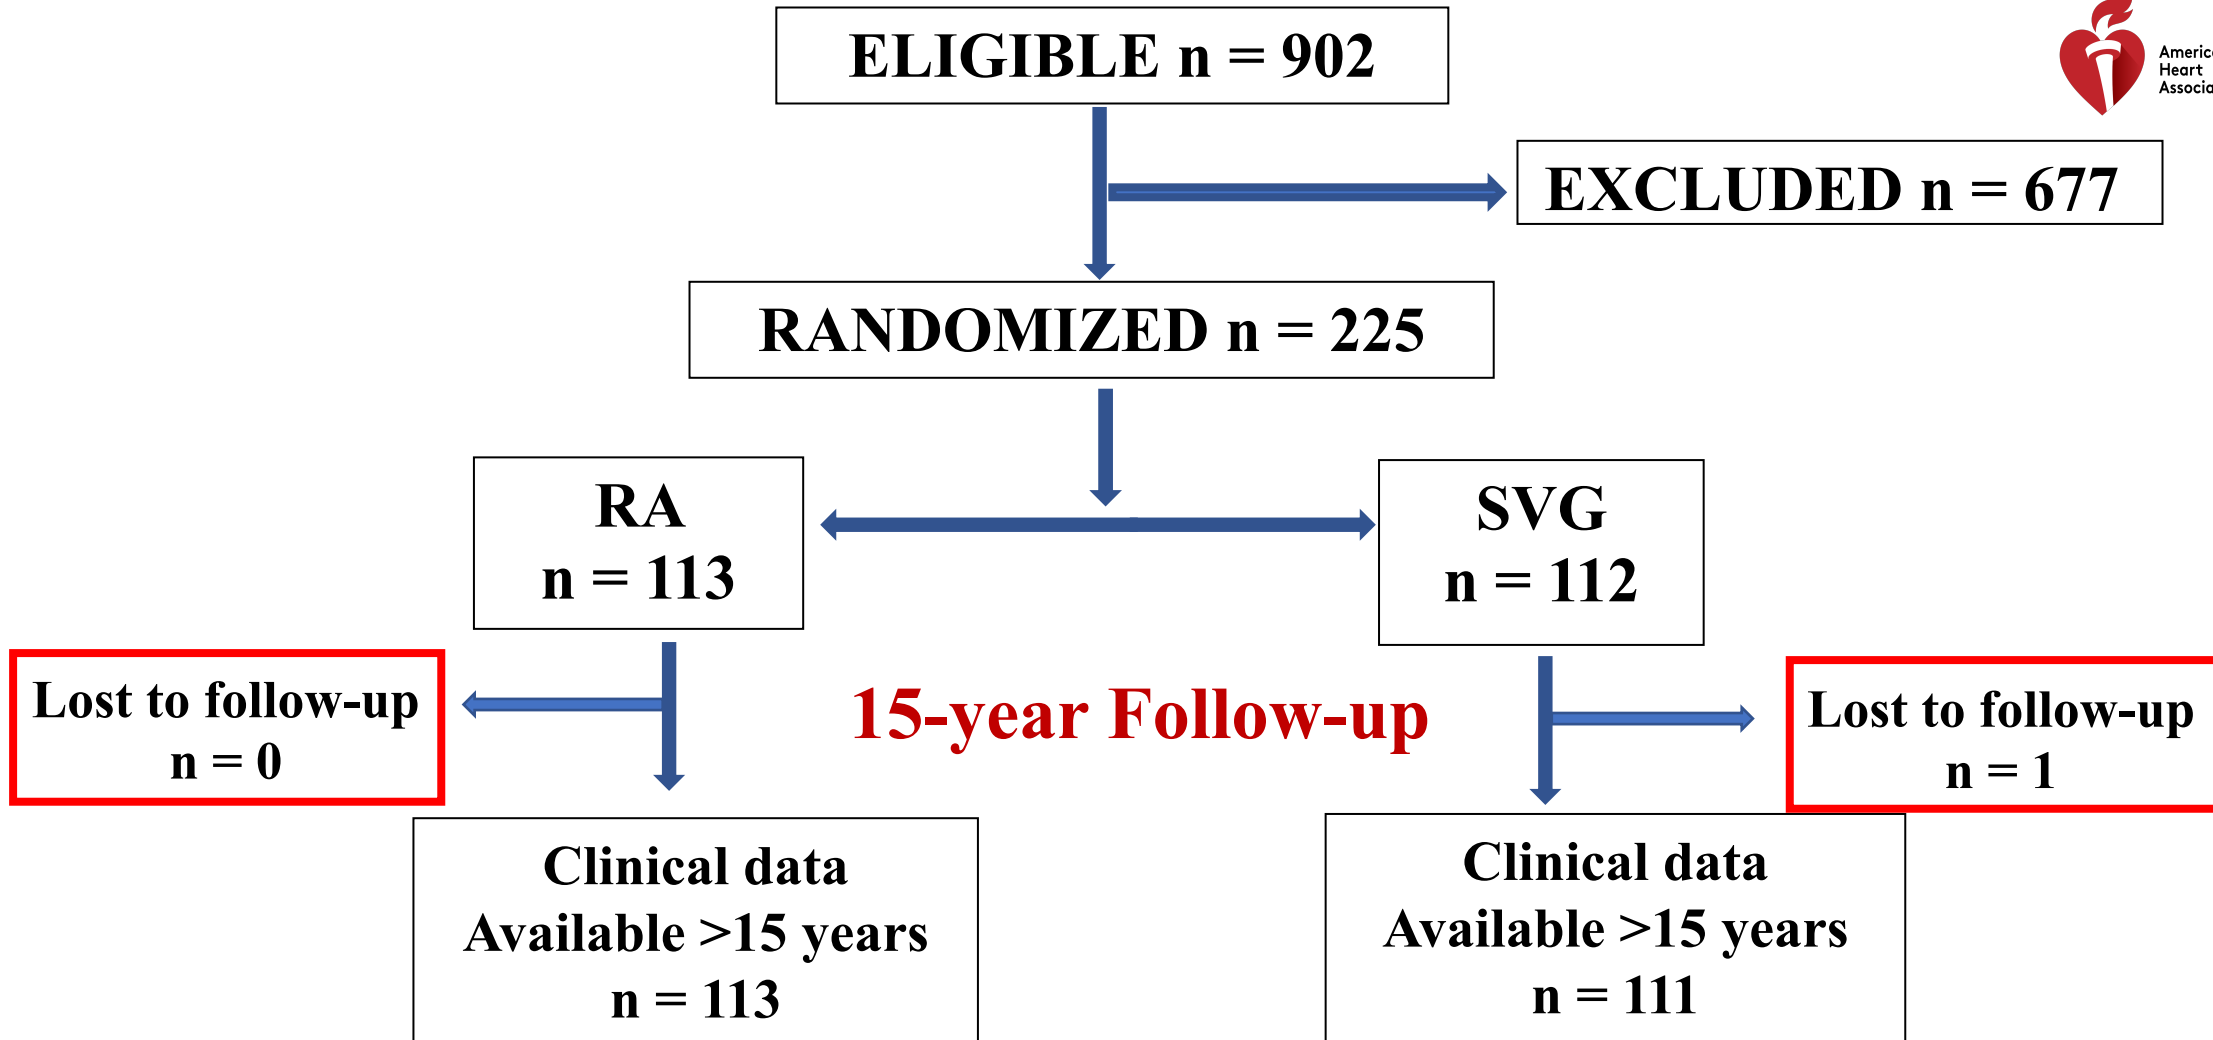 ELIGIBLE n = 902
Heart
EXCLUDED n = 677
RANDOMIZED n = 225
RA
n = 113
SVG
n = 112
Lost to follow-up
n = 0
15-year Follow-up
Lost to follow-up
n = 1
Clinical data
Available >15 years
n = 113
Clinical data
Available >15 years
n = 111